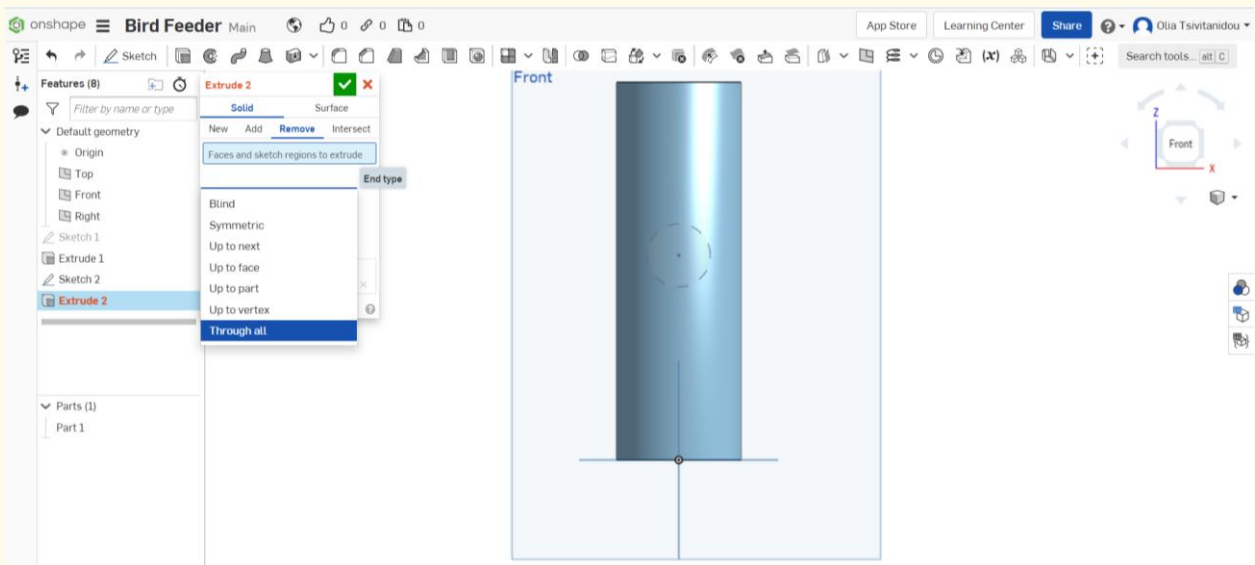 onshape Bird Feeder Main 0 0 0 App Store Learning Center Share Olia Tsivitanidou
Sketch Search tools... alt C
Features (8)
Filter by name or type
Default geometry
Origin
Top
Front
Right
Sketch 1
Extrude 1
Sketch 2
Extrude 2
Parts (1)
Part 1
Extrude 2
Solid Surface
New Add Remove Intersect
Faces and sketch regions to extrude
End type
Blind
Symmetric
Up to next
Up to face
Up to part
Up to vertex
Through all
Front
Z
Front
X